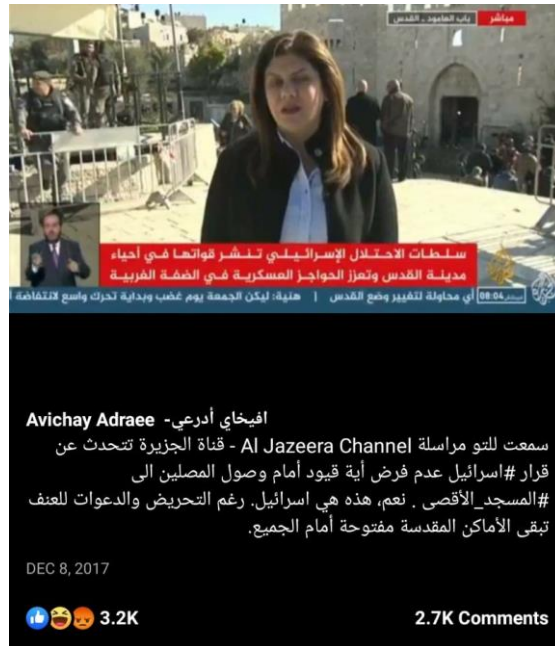 مباشر
باب العامود ـ القدس
سلطات الاحتلال الإسرائيلي تنشر قواتها في أحياء
مدينة القدس وتعزز الحواجز العسكرية في الضفة الغربية
08:04
أي محاولة لتغيير وضع القدس | هنية: ليكن الجمعة يوم غضب وبداية تحرك واسع لانتفاضة
Avichay Adraee -افيخاي أدرعي
سمعت للتو مراسلة Al Jazeera Channel - قناة الجزيرة تتحدث عن
قرار #اسرائيل عدم فرض أية قيود أمام وصول المصلين الى
#المسجد_الأقصى . نعم، هذه هي اسرائيل. رغم التحريض والدعوات للعنف
تبقى الأماكن المقدسة مفتوحة أمام الجميع.
DEC 8, 2017
3.2K
2.7K Comments